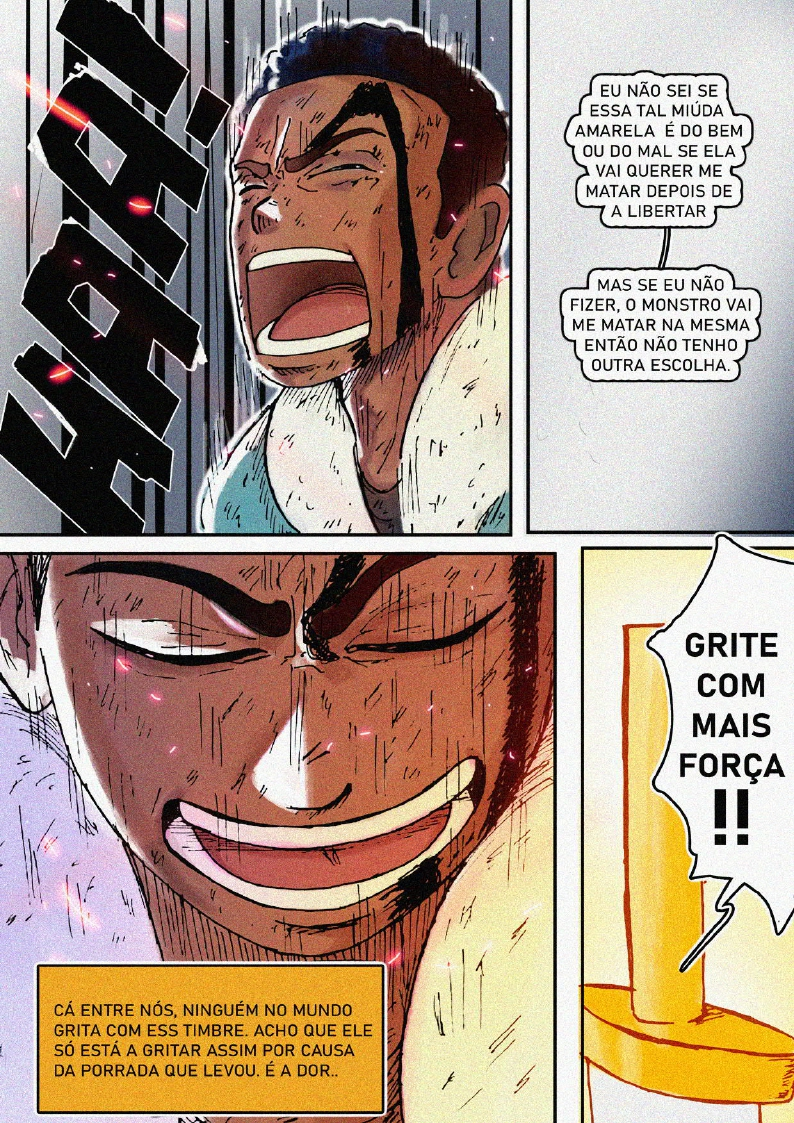 HAAA!
EU NÃO SEI SE
ESSA TAL MIÚDA
AMARELA É DO BEM
OU DO MAL SE ELA
VAI QUERER ME
MATAR DEPOIS DE
A LIBERTAR
MAS SE EU NÃO
FIZER, O MONSTRO VAI
ME MATAR NA MESMA
ENTÃO NÃO TENHO
OUTRA ESCOLHA.
GRITE
COM
MAIS
FORÇA
!!
CÁ ENTRE NÓS, NINGUÉM NO MUNDO
GRITA COM ESS TIMBRE. ACHO QUE ELE
SÓ ESTÁ A GRITAR ASSIM POR CAUSA
DA PORRADA QUE LEVOU. É A DOR..